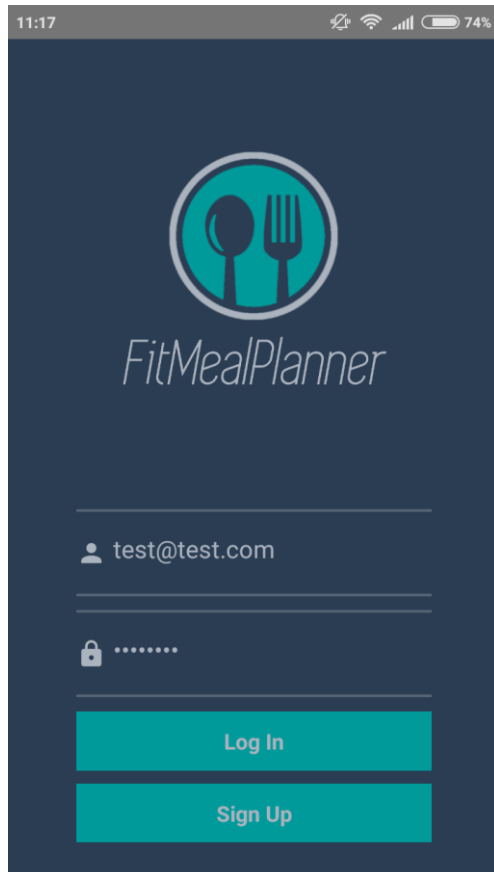 11:17 74%
FitMealPlanner
test@test.com
••••••••
Log In
Sign Up